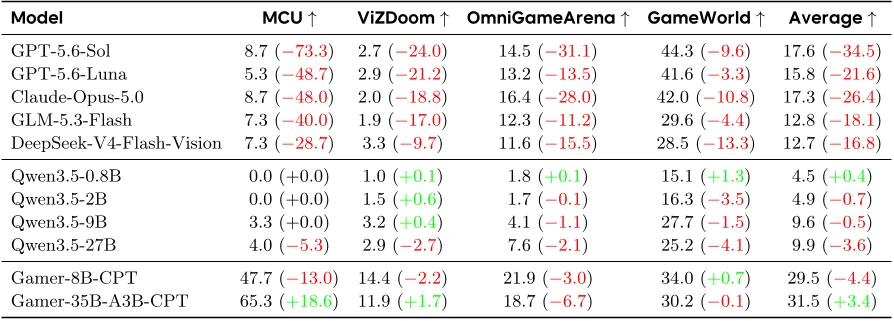 Model MCU ↑ ViZDoom ↑ OmniGameArena ↑ GameWorld ↑ Average ↑
GPT-5.6-Sol 8.7 (−73.3) 2.7 (−24.0) 14.5 (−31.1) 44.3 (−9.6) 17.6 (−34.5)
GPT-5.6-Luna 5.3 (−48.7) 2.9 (−21.2) 13.2 (−13.5) 41.6 (−3.3) 15.8 (−21.6)
Claude-Opus-5.0 8.7 (−48.0) 2.0 (−18.8) 16.4 (−28.0) 42.0 (−10.8) 17.3 (−26.4)
GLM-5.3-Flash 7.3 (−40.0) 1.9 (−17.0) 12.3 (−11.2) 29.6 (−4.4) 12.8 (−18.1)
DeepSeek-V4-Flash-Vision 7.3 (−28.7) 3.3 (−9.7) 11.6 (−15.5) 28.5 (−13.3) 12.7 (−16.8)
Qwen3.5-0.8B 0.0 (+0.0) 1.0 (+0.1) 1.8 (+0.1) 15.1 (+1.3) 4.5 (+0.4)
Qwen3.5-2B 0.0 (+0.0) 1.5 (+0.6) 1.7 (−0.1) 16.3 (−3.5) 4.9 (−0.7)
Qwen3.5-9B 3.3 (+0.0) 3.2 (+0.4) 4.1 (−1.1) 27.7 (−1.5) 9.6 (−0.5)
Qwen3.5-27B 4.0 (−5.3) 2.9 (−2.7) 7.6 (−2.1) 25.2 (−4.1) 9.9 (−3.6)
Gamer-8B-CPT 47.7 (−13.0) 14.4 (−2.2) 21.9 (−3.0) 34.0 (+0.7) 29.5 (−4.4)
Gamer-35B-A3B-CPT 65.3 (+18.6) 11.9 (+1.7) 18.7 (−6.7) 30.2 (−0.1) 31.5 (+3.4)